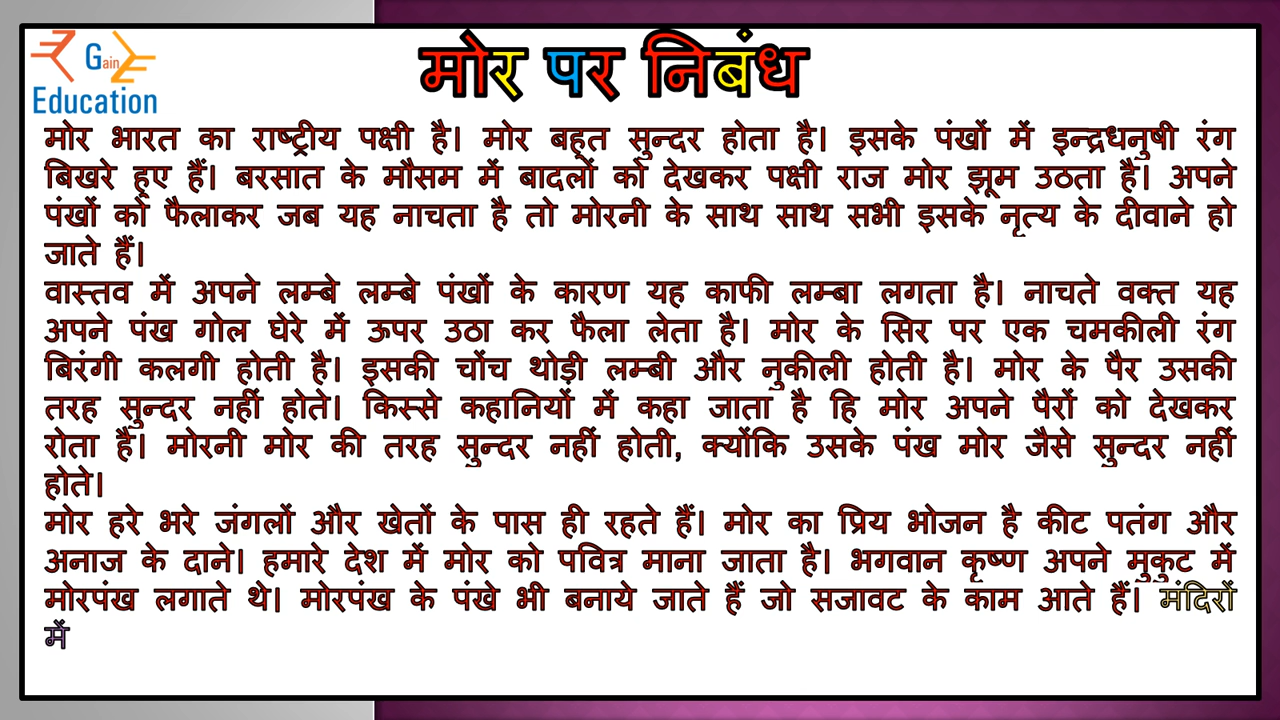 Gain
Education
मोर पर निबंध
मोर भारत का राष्ट्रीय पक्षी है। मोर बहुत सुन्दर होता है। इसके पंखों में इन्द्रधनुषी रंग
बिखरे हुए हैं। बरसात के मौसम में बादलों को देखकर पक्षी राज मोर झूम उठता है। अपने
पंखों को फैलाकर जब यह नाचता है तो मोरनी के साथ साथ सभी इसके नृत्य के दीवाने हो
जाते हैं।
वास्तव में अपने लम्बे लम्बे पंखों के कारण यह काफी लम्बा लगता है। नाचते वक्त यह
अपने पंख गोल घेरे में ऊपर उठा कर फैला लेता है। मोर के सिर पर एक चमकीली रंग
बिरंगी कलगी होती है। इसकी चोंच थोड़ी लम्बी और नुकीली होती है। मोर के पैर उसकी
तरह सुन्दर नहीं होते। किस्से कहानियों में कहा जाता है हि मोर अपने पैरों को देखकर
रोता है। मोरनी मोर की तरह सुन्दर नहीं होती, क्योंकि उसके पंख मोर जैसे सुन्दर नहीं
होते।
मोर हरे भरे जंगलों और खेतों के पास ही रहते हैं। मोर का प्रिय भोजन है कीट पतंग और
अनाज के दाने। हमारे देश में मोर को पवित्र माना जाता है। भगवान कृष्ण अपने मुकुट में
मोरपंख लगाते थे। मोरपंख के पंखे भी बनाये जाते हैं जो सजावट के काम आते हैं। मंदिरों
में